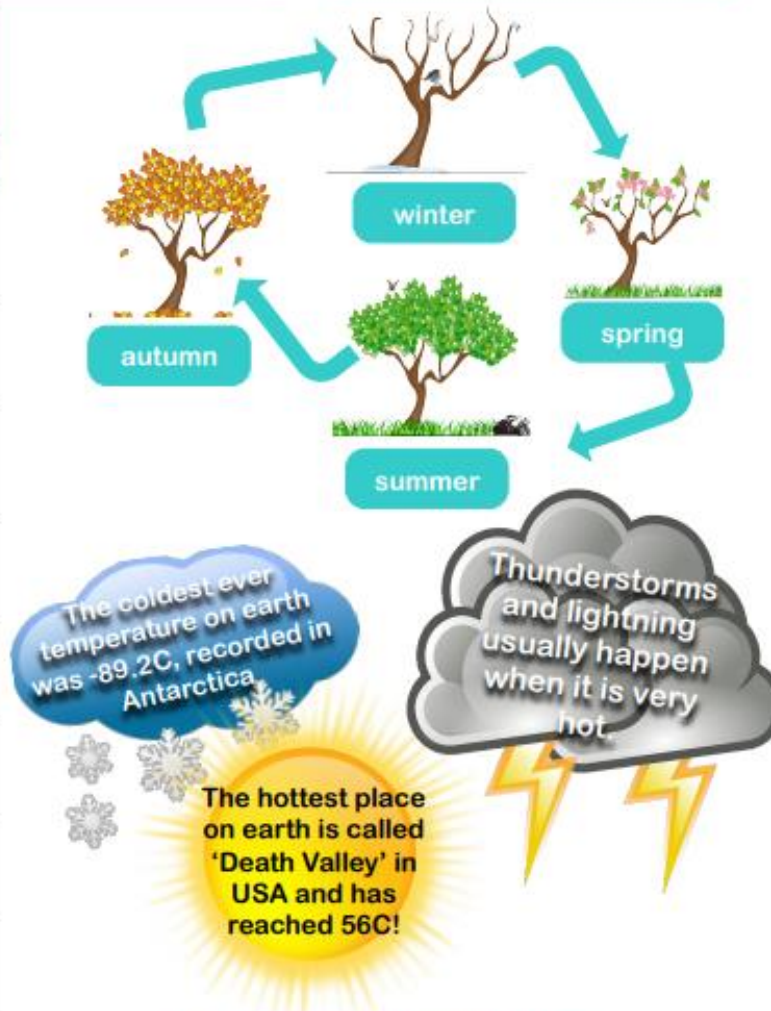 winter
spring
autumn
summer
The coldest ever
temperature on earth
was -89.2C, recorded in
Antarctica
Thunderstorms
and lightning
usually happen
when it is very
hot.
The hottest place
on earth is called
‘Death Valley’ in
USA and has
reached 56C!